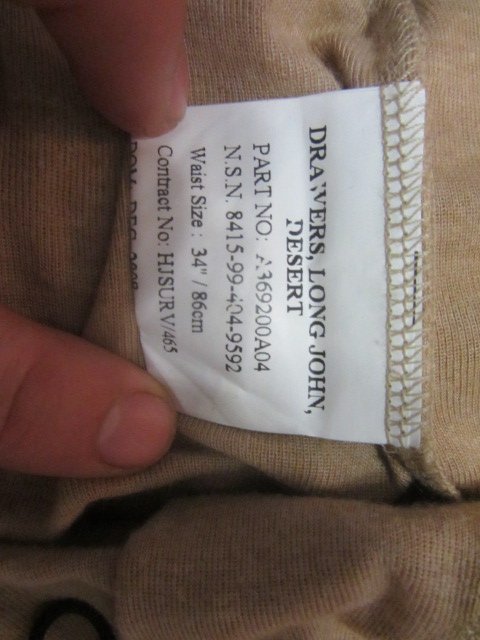 DRAWERS, LONG JOHN,
DESERT
PART NO: A369200A04
N.S.N. 8415-99-404-9592
Waist Size : 34" / 86cm
Contract No: HJSURV/465